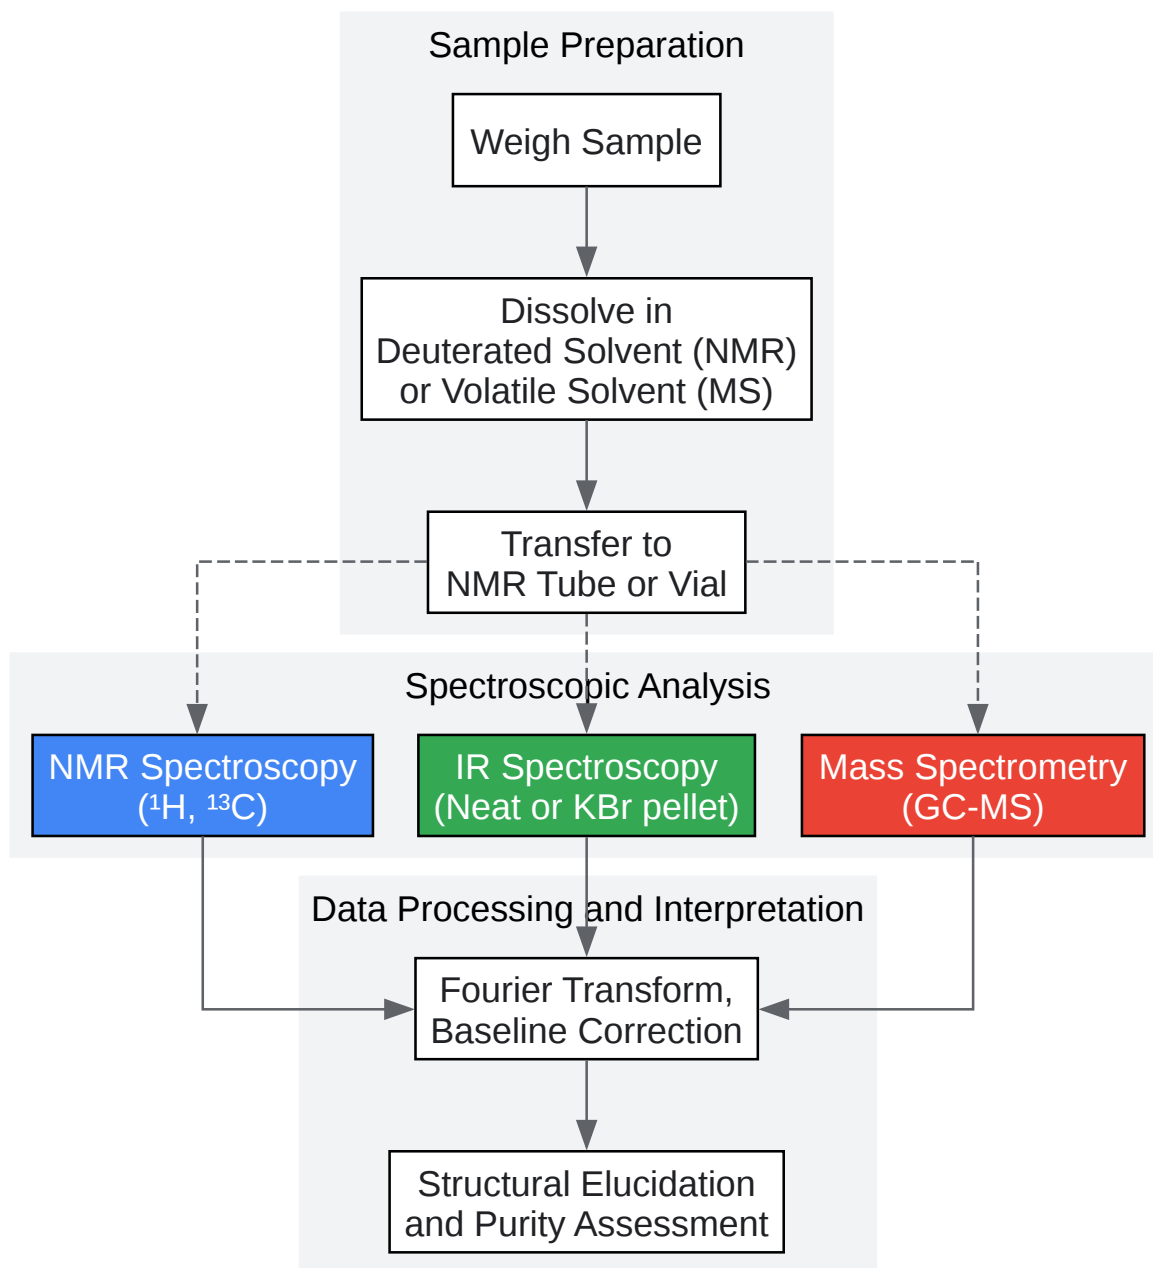 Sample Preparation
Weigh Sample
Dissolve in
Deuterated Solvent (NMR)
or Volatile Solvent (MS)
Transfer to
NMR Tube or Vial
Spectroscopic Analysis
NMR Spectroscopy
(¹H, ¹³C)
IR Spectroscopy
(Neat or KBr pellet)
Mass Spectrometry
(GC-MS)
Data Processing and Interpretation
Fourier Transform,
Baseline Correction
Structural Elucidation
and Purity Assessment